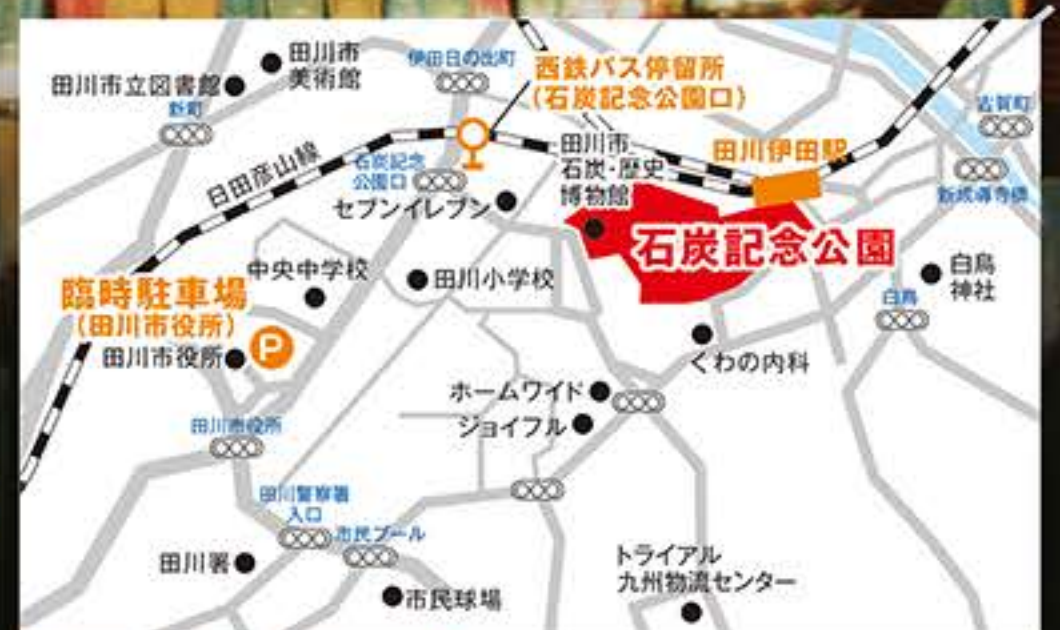 田川市
美術館
田川市立図書館
新町
伊田日の出町
西鉄バス停留所
(石炭記念公園口)
古賀町
日田彦山線
石炭記念
公園口
田川市
石炭・歴史
博物館
田川伊田駅
新成道寺橋
セブンイレブン
石炭記念公園
白鳥
神社
白鳥
中央中学校
田川小学校
臨時駐車場
(田川市役所)
田川市役所
P
くわの内科
ホームワイド
ジョイフル
田川市役所
田川警察署
入口
市民プール
田川署
市民球場
トライアル
九州物流センター